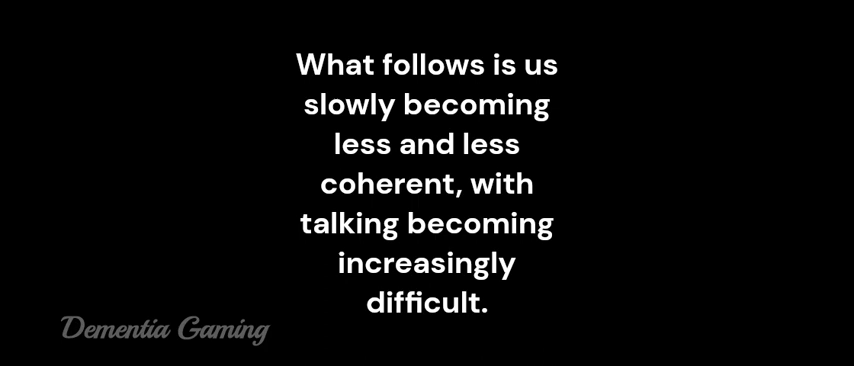 What follows is us
slowly becoming
less and less
coherent, with
talking becoming
increasingly
difficult.
Dementia Gaming